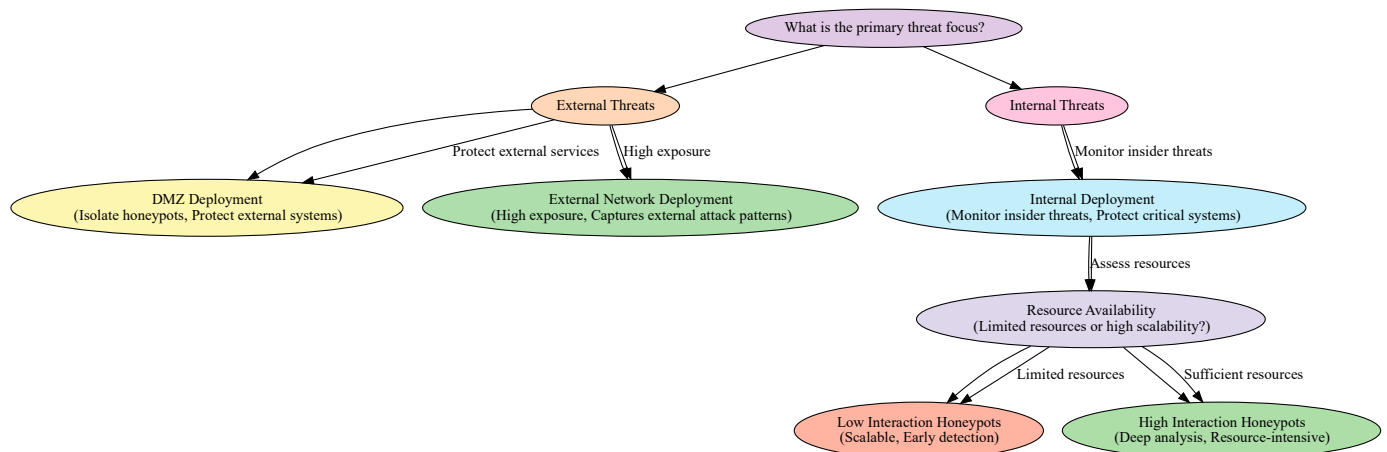 What is the primary threat focus?
External Threats
Internal Threats
Protect external services
High exposure
Monitor insider threats
DMZ Deployment
(Isolate honeypots, Protect external systems)
External Network Deployment
(High exposure, Captures external attack patterns)
Internal Deployment
(Monitor insider threats, Protect critical systems)
Assess resources
Resource Availability
(Limited resources or high scalability?)
Limited resources
Sufficient resources
Low Interaction Honeypots
(Scalable, Early detection)
High Interaction Honeypots
(Deep analysis, Resource-intensive)